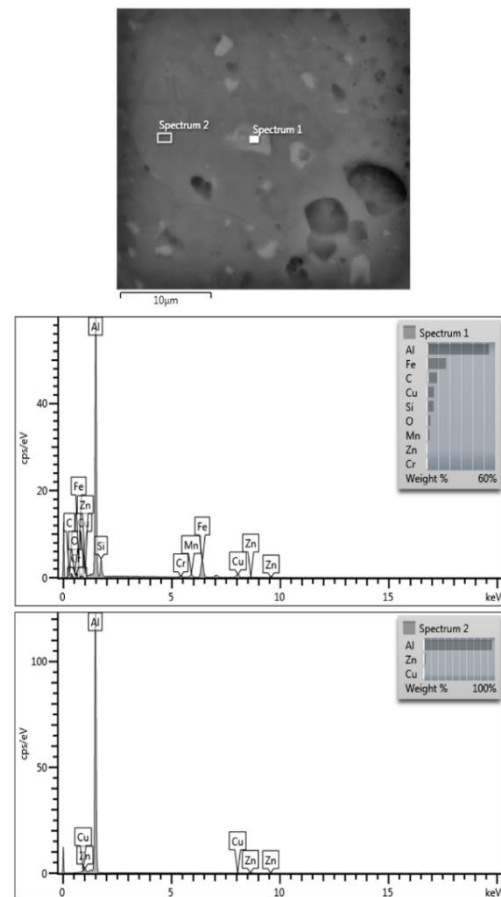 Spectrum 2
Spectrum 1
10µm
Al
Spectrum 1
Al
Fe
C
Cu
Si
O
Mn
Zn
Cr
Weight % 60%
cps/eV
40
20
0
Fe
Zn
C
O
Si
Cr
Mn
Fe
Cu
Zn
Zn
0 5 10 15 keV
Al
Spectrum 2
Al
Zn
Cu
Weight % 100%
cps/eV
100
50
0
Cu
Zn
Cu
Zn
Zn
0 5 10 15 keV